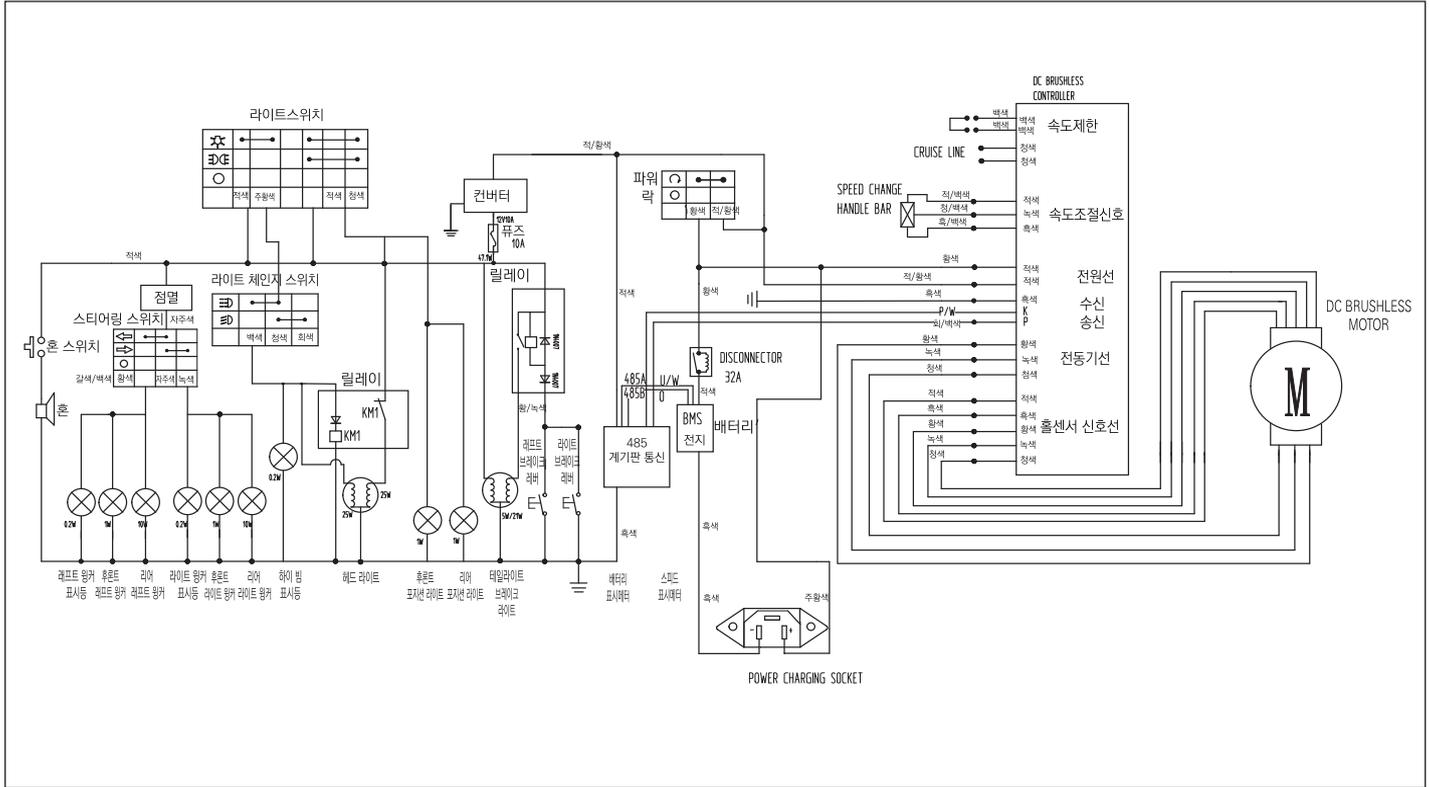 라이트스위치
적색 주황색 적색 청색
적색
점멸
라이트 체인지 스위치
백색 청색 회색
스티어링 스위치 자주색
갈색/백색 황색 자주색 녹색
혼 스위치
혼
릴레이
KM1
KM1
0.2W
25W
25W
0.2W
1W
10W
0.2W
1W
10W
1W
1W
5W/21W
컨버터
12V10A
퓨즈
10A
47.1W
릴레이
1N4007
1N4007
황/녹색
래프트
브레이크
레버
라이트
브레이크
레버
적/황색
적색
파워
락
황색 적/황색
황색
DISCONNECTOR
32A
적색
485A U/W
485B O
485
계기판 통신
BMS
전지
배터리
흑색
흑색
흑색
주황색
- +
POWER CHARGING SOCKET
래프트 윙커
표시등
후론트
래프트 윙커
리어
래프트 윙커
라이트 윙커
표시등
후론트
라이트 윙커
리어
라이트 윙커
하이 빔
표시등
헤드 라이트
후론트
포지션 라이트
리어
포지션 라이트
테일라이트
브레이크
라이트
배터리
표시메터
스피드
표시메터
DC BRUSHLESS
CONTROLLER
백색 백색
백색 백색
속도제한
CRUISE LINE
청색
청색
SPEED CHANGE
HANDLE BAR
적/백색 적색
청/백색 녹색
흑/백색 흑색
속도조절신호
황색 적색
적/황색 적색
전원선
흑색 흑색
수신
P/W K
회/백색 P
송신
황색 황색
녹색 녹색
청색 청색
전동기선
적색 적색
흑색 흑색
황색 황색
녹색 녹색
청색 청색
홀센서 신호선
DC BRUSHLESS
MOTOR
M